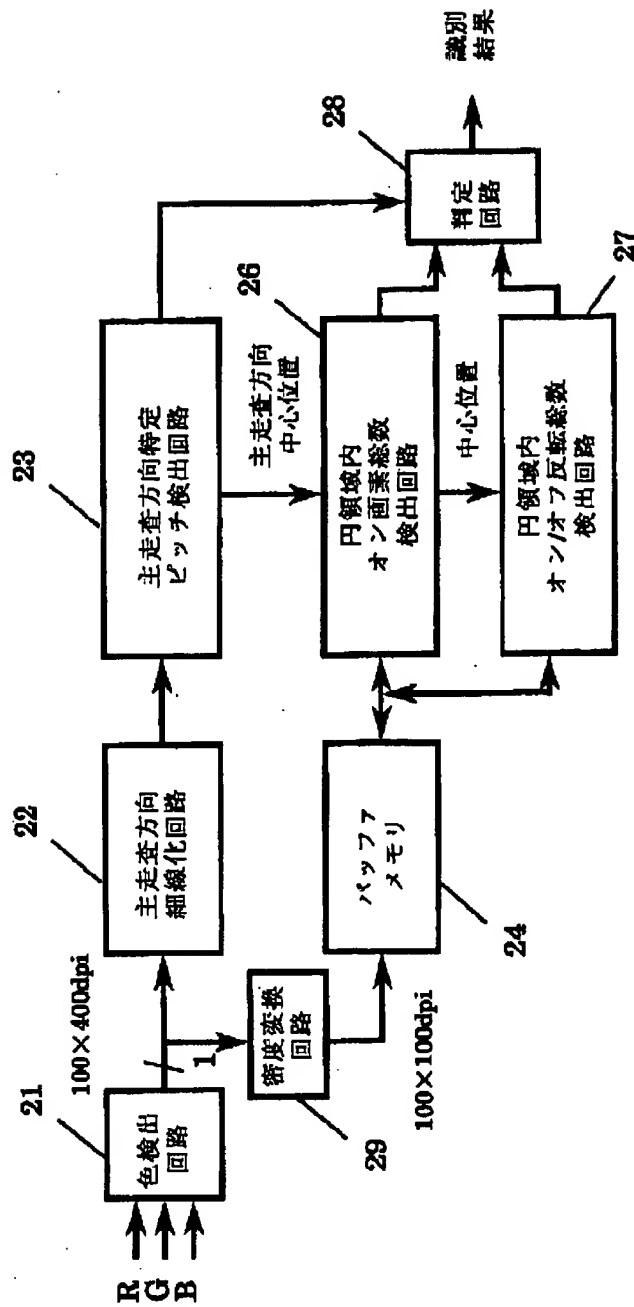 R
G
B
21
色検出
回路
100×400dpi
1
22
主走査方向
細線化回路
23
主走査方向特定
ピッチ検出回路
主走査方向
中心位置
29
密度変換
回路
100×100dpi
24
バッファ
メモリ
26
円領域内
オン画素総数
検出回路
中心位置
27
円領域内
オン/オフ反転総数
検出回路
28
判定
回路
識別
結果